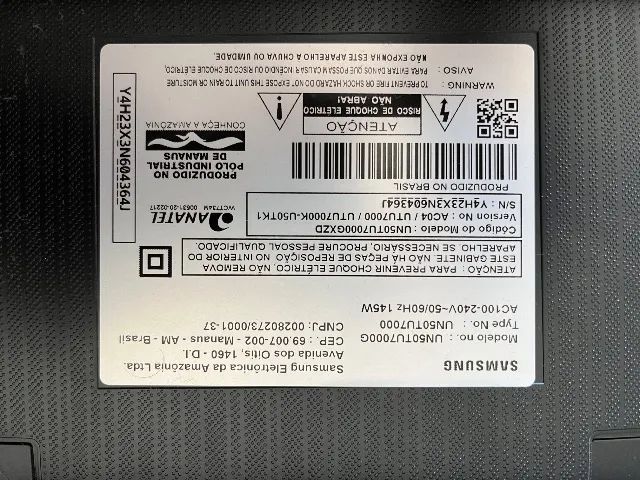 SAMSUNG
Modelo no. : UN50TU7000G
Type No. : UN50TU7000
AC100-240V~50/60Hz 145W
Samsung Eletrônica da Amazônia Ltda.
Avenida dos Oitis, 1460 - D.I.
CEP. : 69.007-002 Manaus - AM - Brasil
CNPJ: 00280273/0001-37
ATENÇÃO : PARA PREVENIR CHOQUE ELÉTRICO, NÃO REMOVA
ESTE GABINETE. NÃO HÁ PEÇAS DE REPOSIÇÃO NO INTERIOR DO
APARELHO. SE NECESSÁRIO, PROCURE PESSOAL QUALIFICADO.
Código do Modelo : UN50TU7000GXZD
Version No : AC04 / UTU7000 / UTU7000K-U50TK1
S/N : Y4H23X3N604364J
ANATEL
WCT73AM
00631-20-02217
PRODUZIDO NO BRASIL
PRODUZIDO NO
POLO INDUSTRIAL
DE MANAUS
CONHEÇA A AMAZÔNIA
ATENÇÃO
RISCO DE CHOQUE ELÉTRICO
NÃO ABRA!
WARNING : TO PREVENT FIRE OR SHOCK HAZARD DO NOT EXPOSE THIS UNIT TO RAIN OR MOISTURE
AVISO : PARA EVITAR DANOS QUE POSSAM CAUSAR INCÊNDIO OU RISCO DE CHOQUE ELÉTRICO,
NÃO EXPONHA ESTE APARELHO A CHUVA OU UMIDADE.
Y4H23X3N604364J